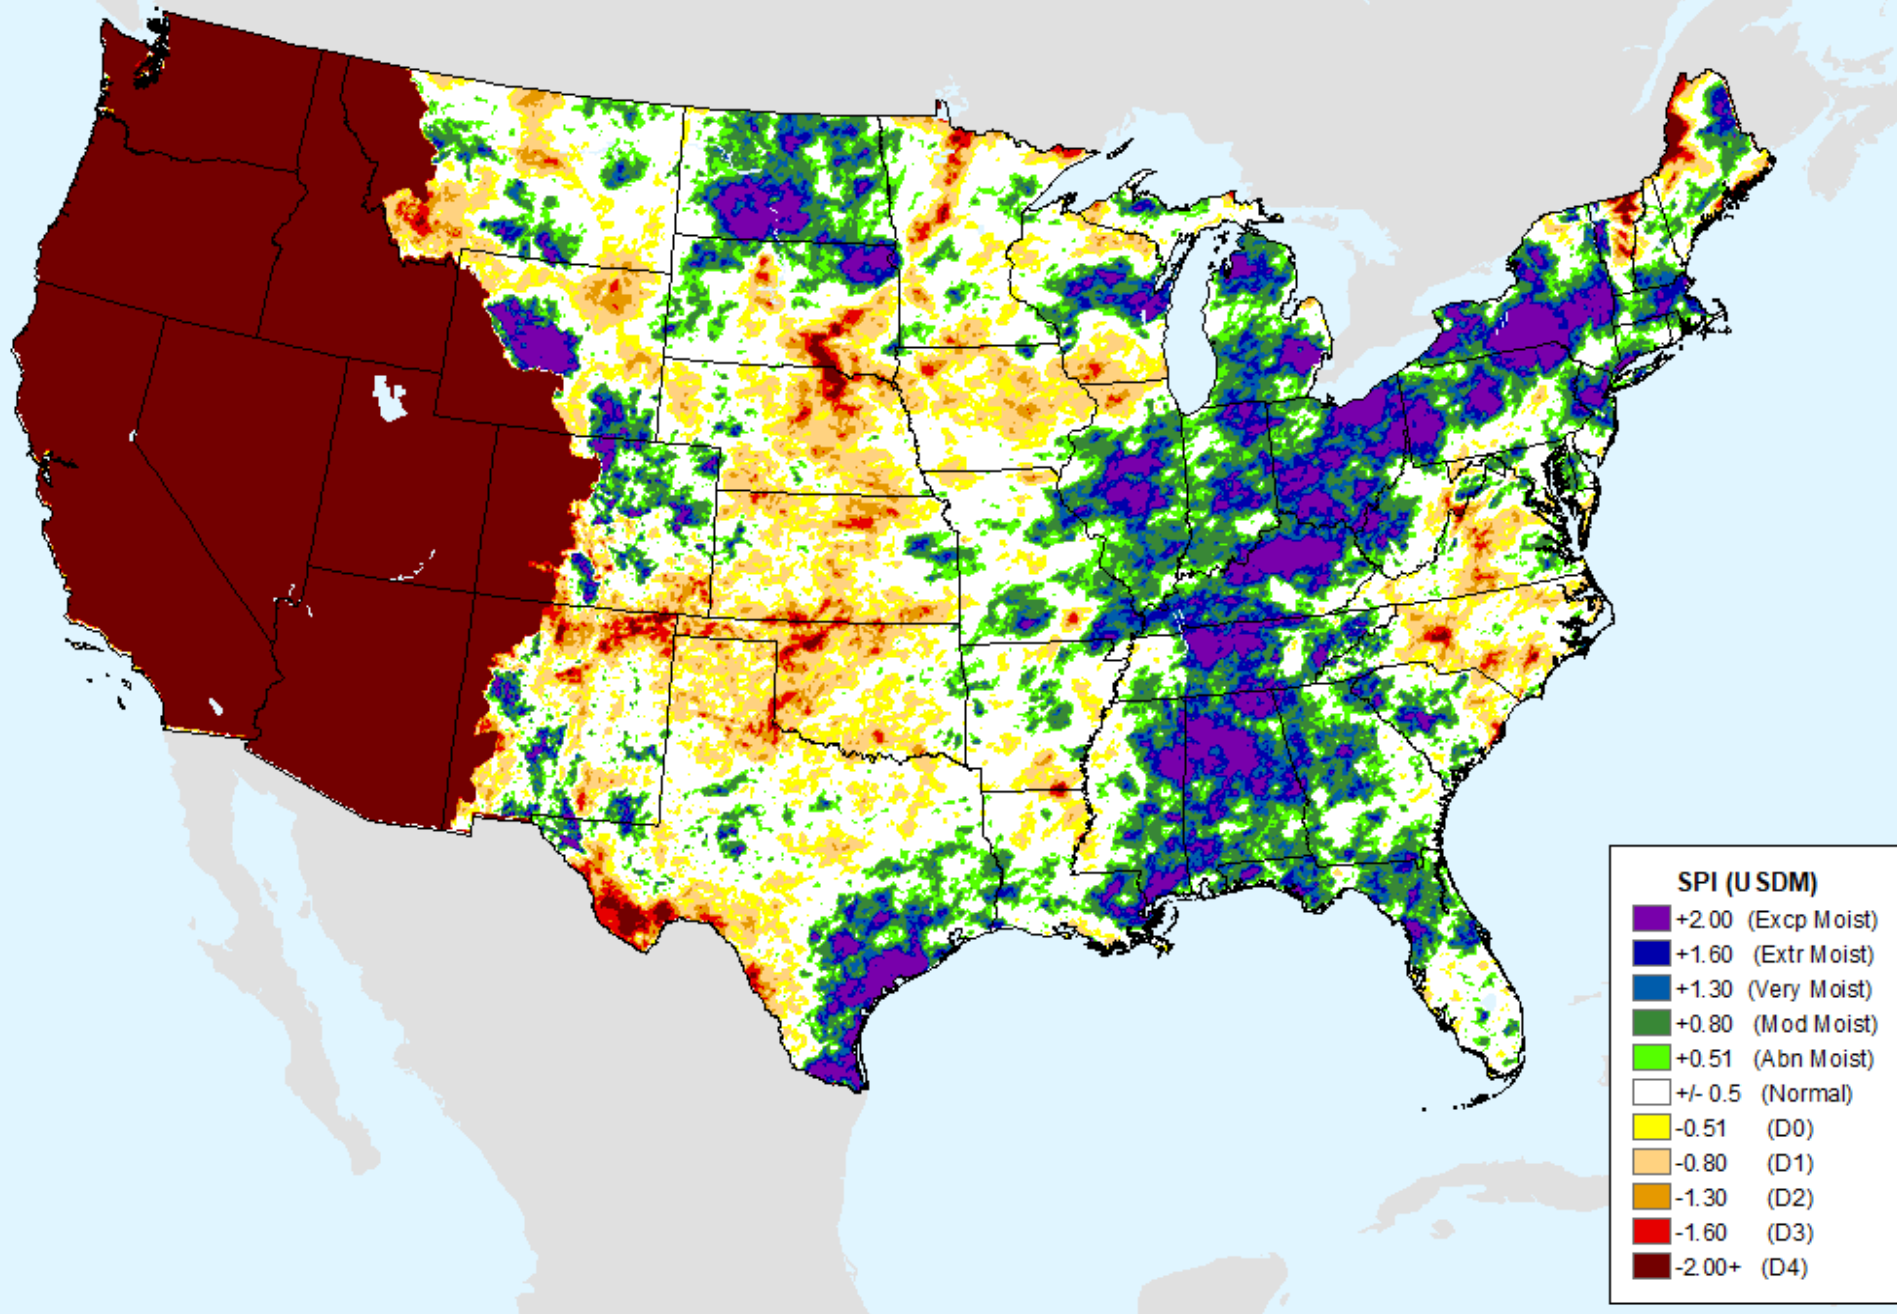 SPI (USDM)
+2.00 (Excp Moist)
+1.60 (Extr Moist)
+1.30 (Very Moist)
+0.80 (Mod Moist)
+0.51 (Abn Moist)
+/- 0.5 (Normal)
-0.51 (D0)
-0.80 (D1)
-1.30 (D2)
-1.60 (D3)
-2.00+ (D4)